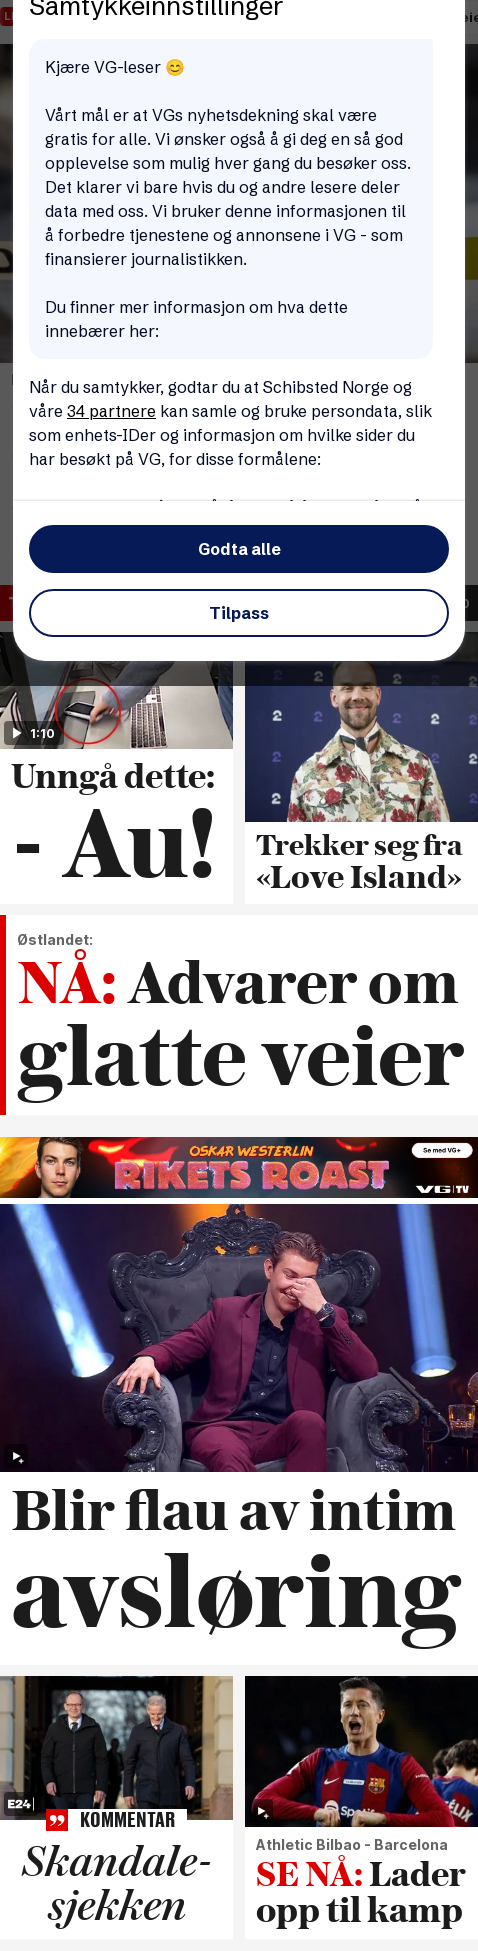 Samtykkeinnstillinger
Kjære VG-leser 😊
Vårt mål er at VGs nyhetsdekning skal være
gratis for alle. Vi ønsker også å gi deg en så god
opplevelse som mulig hver gang du besøker oss.
Det klarer vi bare hvis du og andre lesere deler
data med oss. Vi bruker denne informasjonen til
å forbedre tjenestene og annonsene i VG - som
finansierer journalistikken.
Du finner mer informasjon om hva dette
innebærer her:
Når du samtykker, godtar du at Schibsted Norge og
våre 34 partnere kan samle og bruke persondata, slik
som enhets-IDer og informasjon om hvilke sider du
har besøkt på VG, for disse formålene:
Godta alle
Tilpass
1:10
Unngå dette:
- Au!
Trekker seg fra
«Love Island»
Østlandet:
NÅ: Advarer om
glatte veier
OSKAR WESTERLIN
RIKETS ROAST
Se med VG+
VG|TV
Blir flau av intim
avsløring
E24
KOMMENTAR
Skandale-
sjekken
Athletic Bilbao - Barcelona
SE NÅ: Lader
opp til kamp